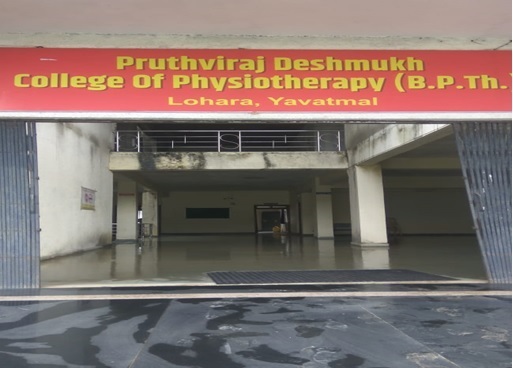 Pruthviraj Deshmukh
College Of Physiotherapy (B.P.Th.)
Lohara, Yavatmal